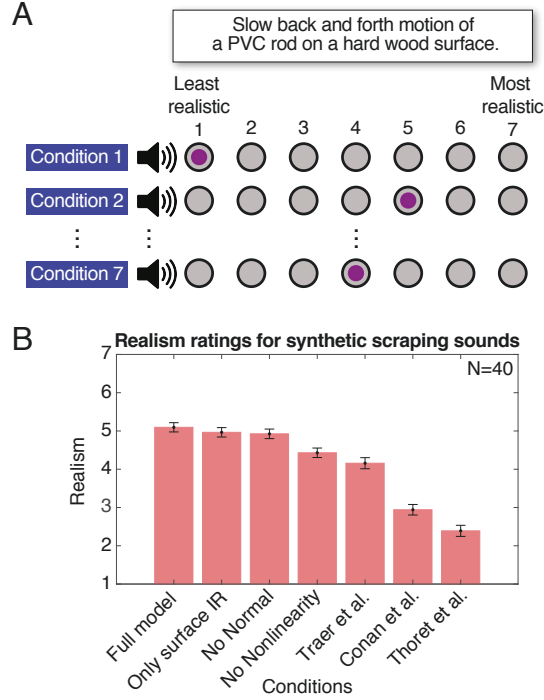 A
Slow back and forth motion of
a PVC rod on a hard wood surface.
Least
realistic
Most
realistic
1 2 3 4 5 6 7
Condition 1
Condition 2
⋮ ⋮ ⋮
Condition 7
B
Realism ratings for synthetic scraping sounds
N=40
7
6
5
4
3
2
1
Realism
Full model
Only surface IR
No Normal
No Nonlinearity
Traer et al.
Conan et al.
Thoret et al.
Conditions